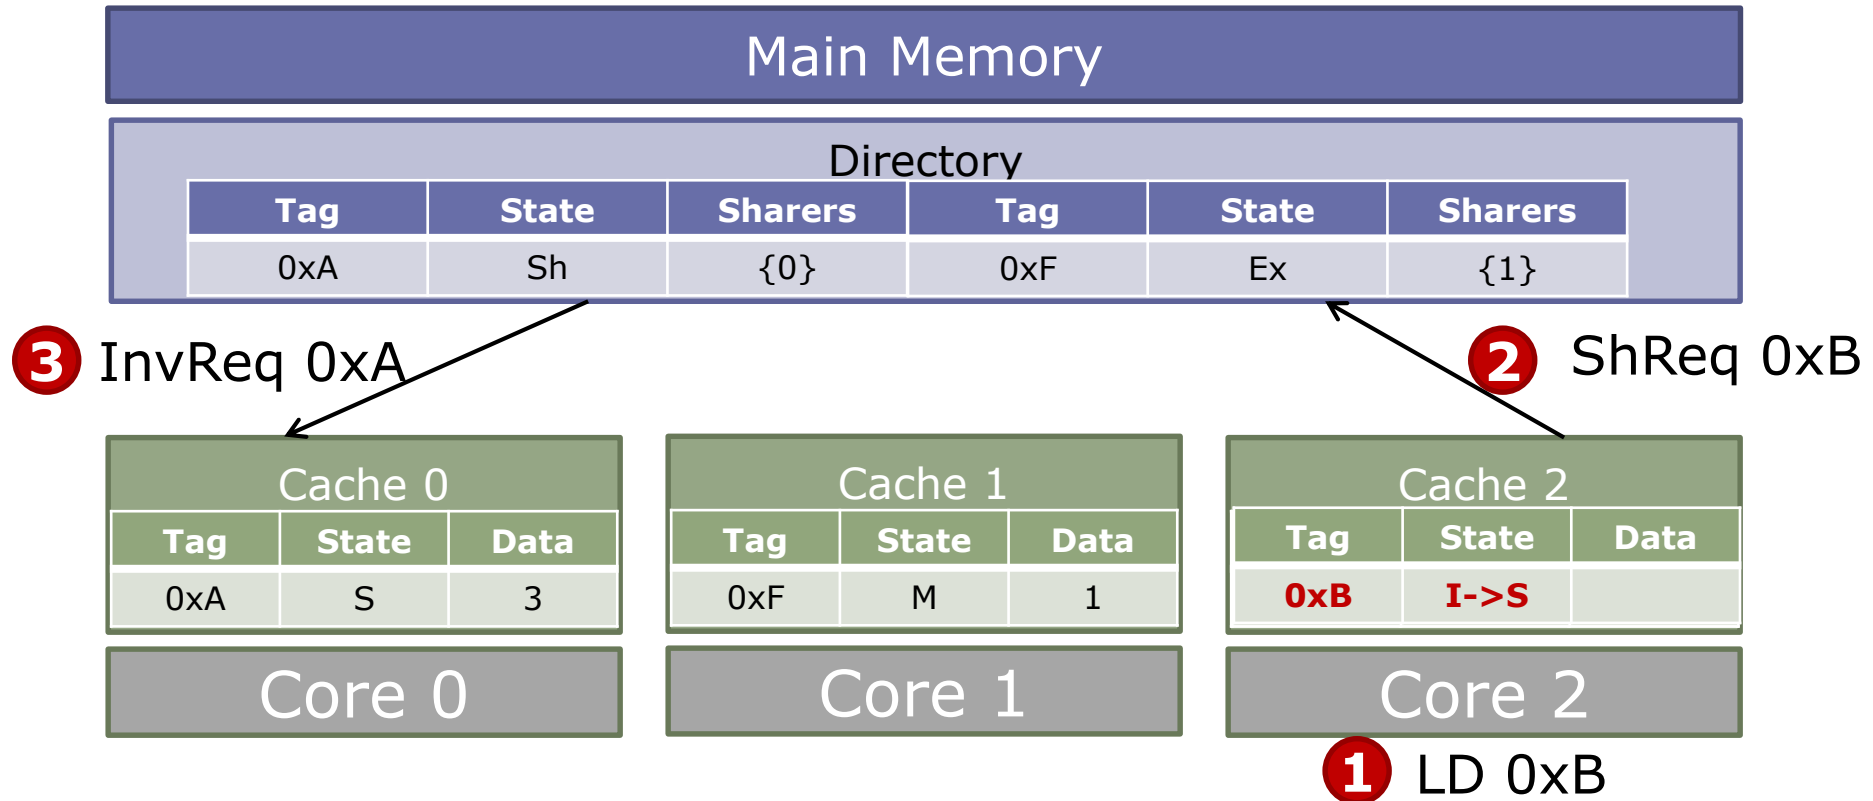 Main Memory
Directory
Tag State Sharers Tag State Sharers
0xA Sh {0} 0xF Ex {1}
3 InvReq 0xA
2 ShReq 0xB
Cache 0
Tag State Data
0xA S 3
Core 0
Cache 1
Tag State Data
0xF M 1
Core 1
Cache 2
Tag State Data
0xB I->S
Core 2
1 LD 0xB